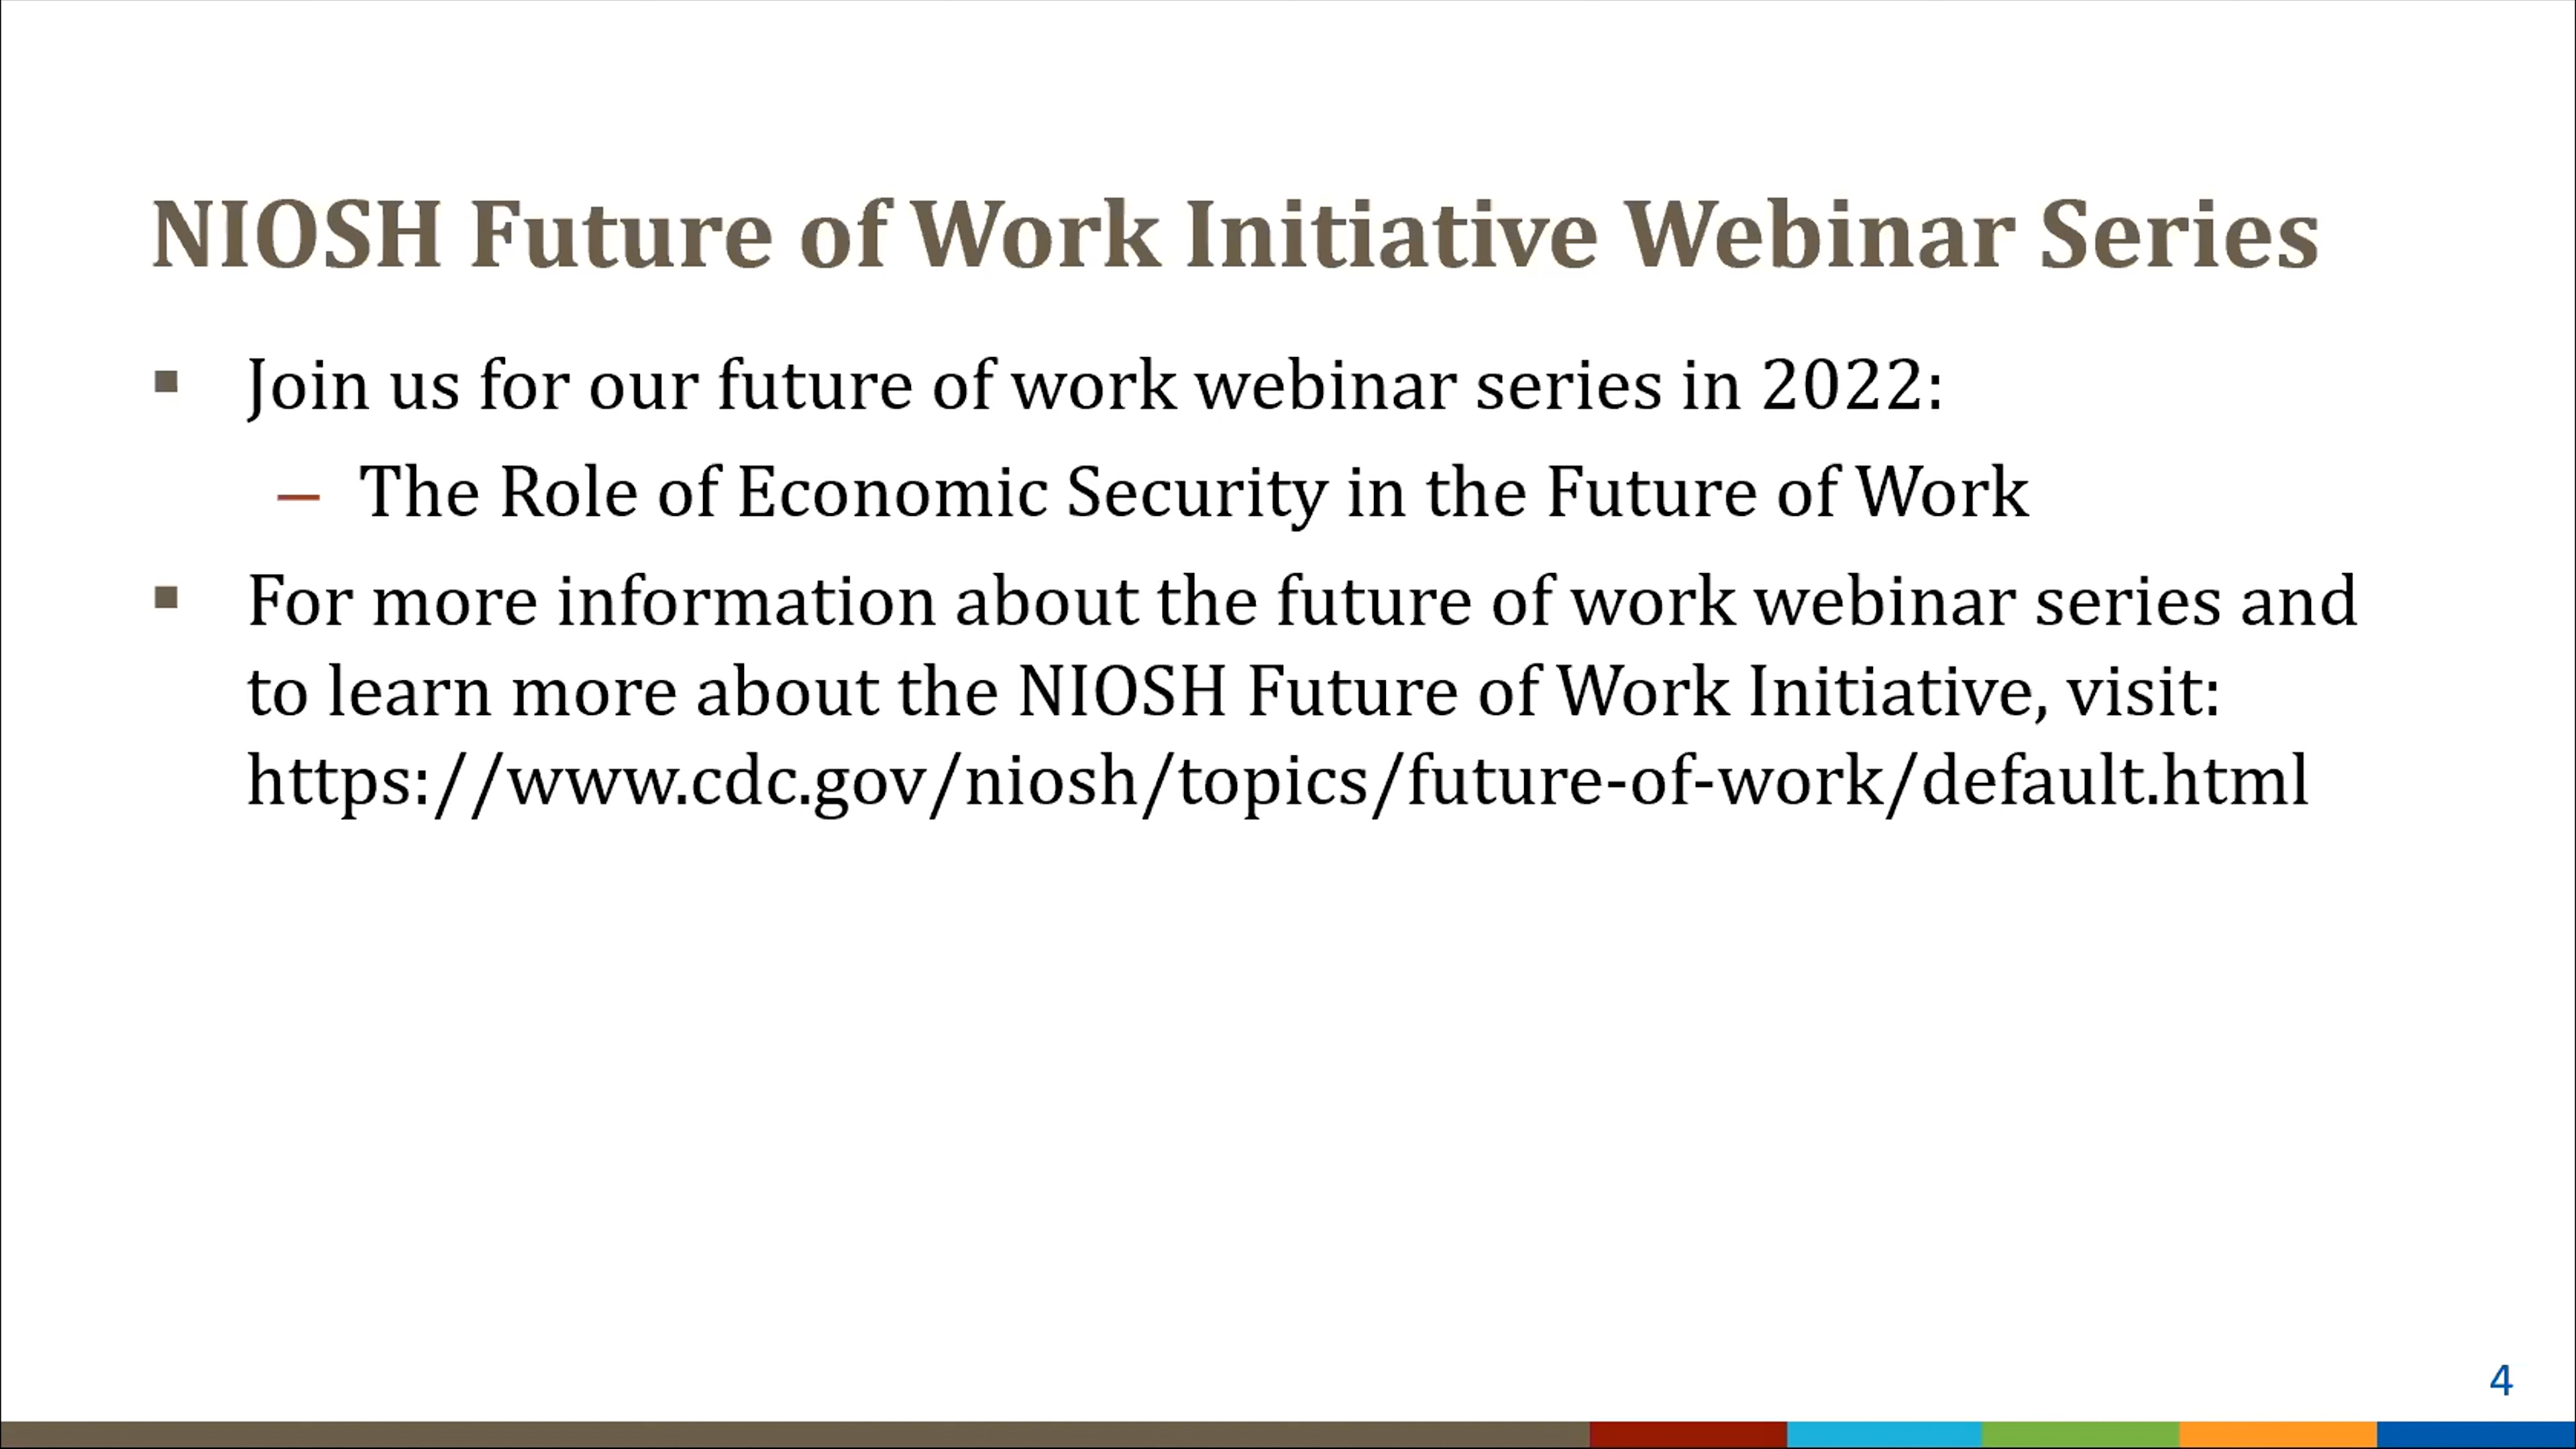 NIOSH Future of Work Initiative Webinar Series
▪ Join us for our future of work webinar series in 2022:
– The Role of Economic Security in the Future of Work
▪ For more information about the future of work webinar series and
to learn more about the NIOSH Future of Work Initiative, visit:
https://www.cdc.gov/niosh/topics/future-of-work/default.html
4